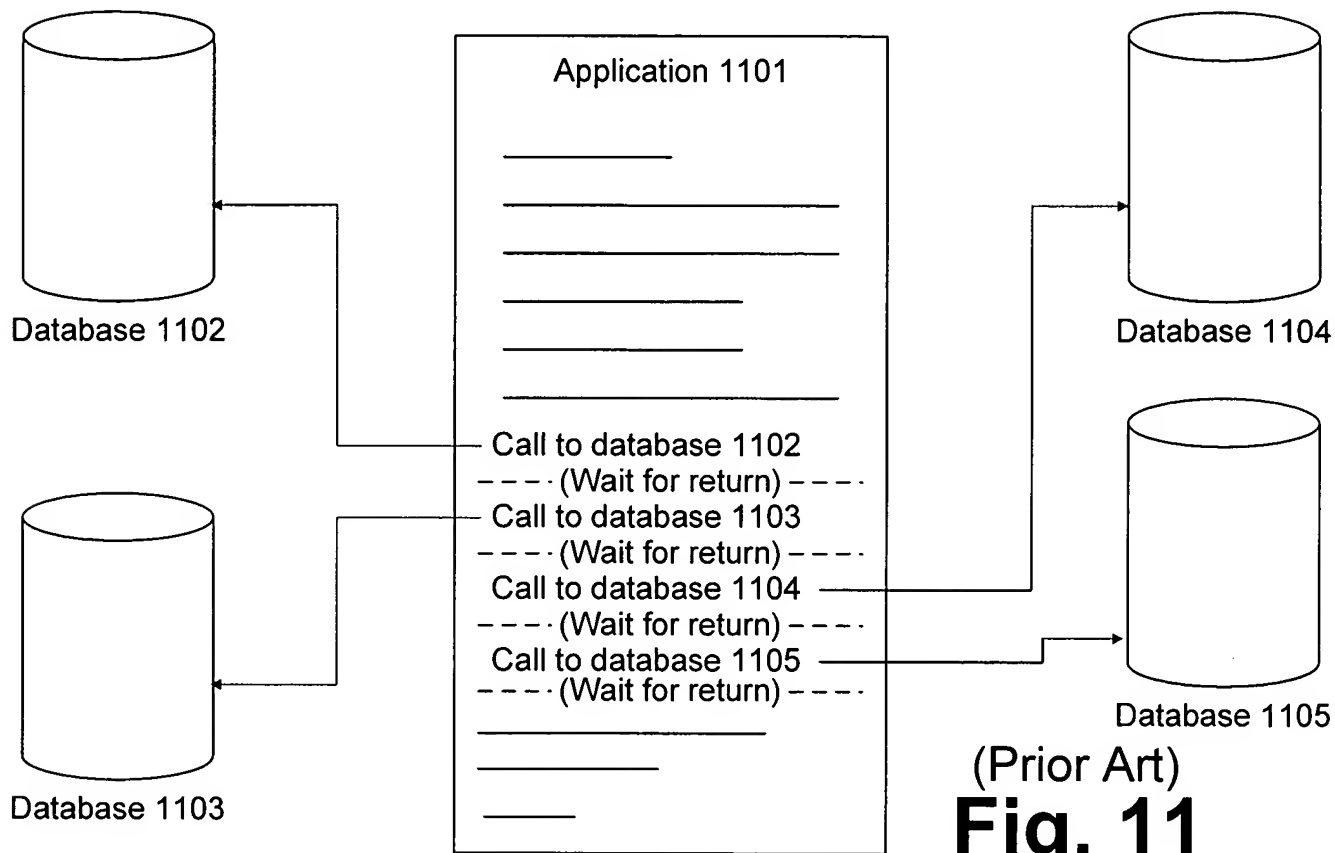 Application 1101
Database 1102
Database 1104
Call to database 1102
---- (Wait for return) ----
Call to database 1103
---- (Wait for return) ----
Call to database 1104
---- (Wait for return) ----
Call to database 1105
---- (Wait for return) ----
Database 1103
Database 1105
(Prior Art)
Fig. 11